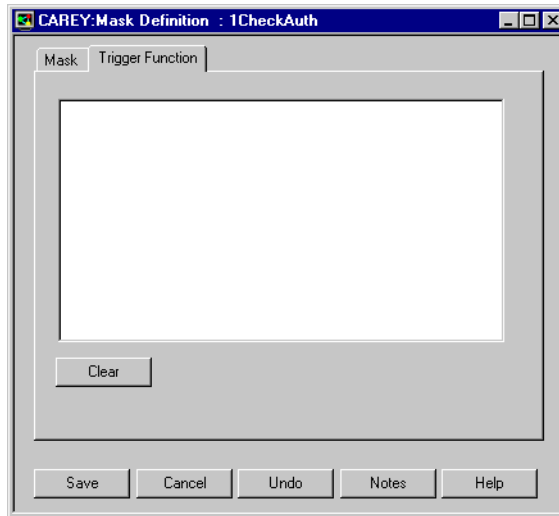 CAREY:Mask Definition : 1CheckAuth
Mask Trigger Function
Clear
Save Cancel Undo Notes Help